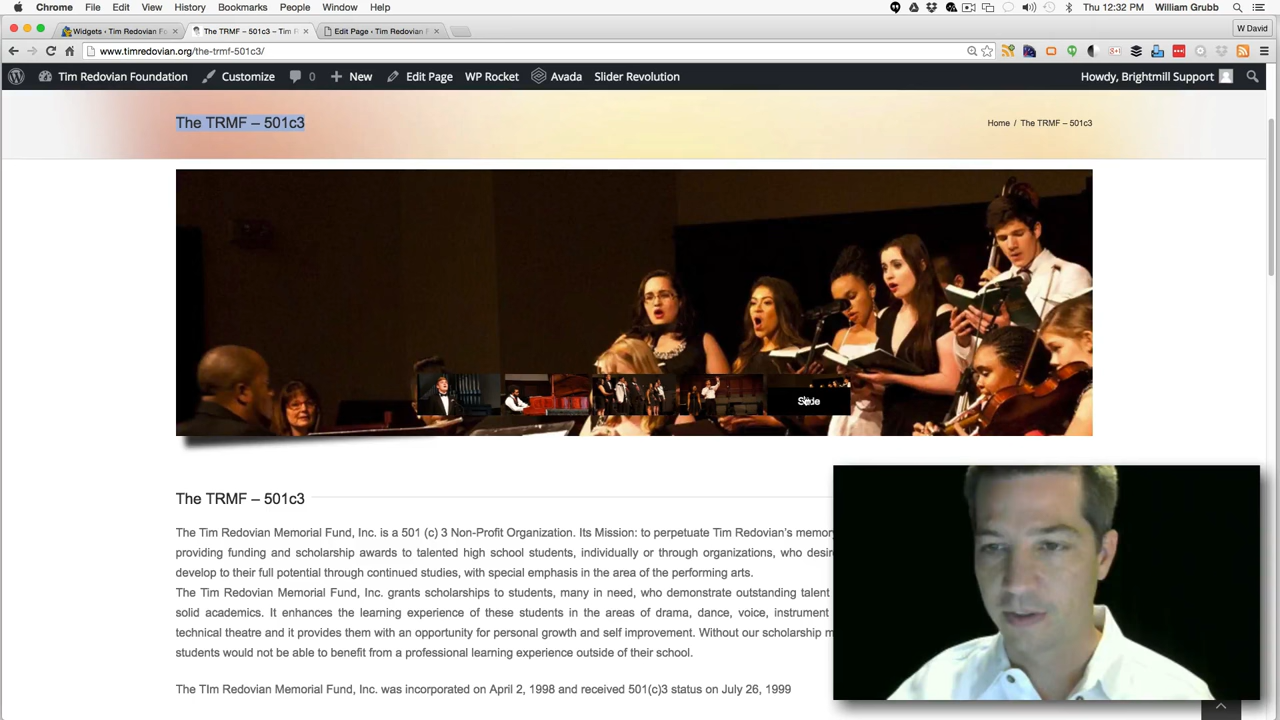 Chrome File Edit View History Bookmarks People Window Help Thu 12:32 PM William Grubb
Widgets ‹ Tim Redovian Fo × The TRMF – 501c3 – Tim F × Edit Page ‹ Tim Redovian F × W David
www.timredovian.org/the-trmf-501c3/
Tim Redovian Foundation Customize 0 New Edit Page WP Rocket Avada Slider Revolution Howdy, Brightmill Support
The TRMF – 501c3 Home / The TRMF – 501c3
Slide
The TRMF – 501c3
The Tim Redovian Memorial Fund, Inc. is a 501 (c) 3 Non-Profit Organization. Its Mission: to perpetuate Tim Redovian's memory
providing funding and scholarship awards to talented high school students, individually or through organizations, who desire
develop to their full potential through continued studies, with special emphasis in the area of the performing arts.
The Tim Redovian Memorial Fund, Inc. grants scholarships to students, many in need, who demonstrate outstanding talent
solid academics. It enhances the learning experience of these students in the areas of drama, dance, voice, instrument
technical theatre and it provides them with an opportunity for personal growth and self improvement. Without our scholarship
students would not be able to benefit from a professional learning experience outside of their school.
The TIm Redovian Memorial Fund, Inc. was incorporated on April 2, 1998 and received 501(c)3 status on July 26, 1999